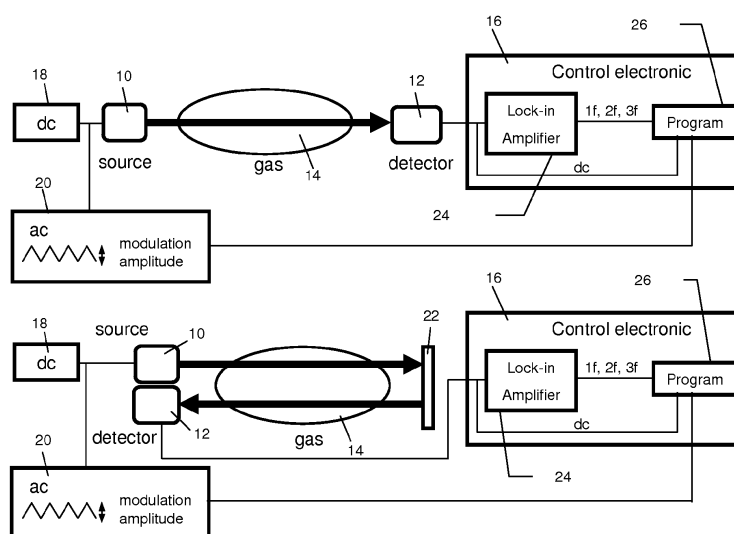 26
16
18
10
12
Control electronic
dc
Lock-in
Amplifier
1f, 2f, 3f
Program
source
gas
14
detector
dc
20
24
ac
modulation
amplitude
26
16
18
source
10
22
Control electronic
dc
Lock-in
Amplifier
1f, 2f, 3f
Program
detector
12
gas
14
dc
20
24
ac
modulation
amplitude